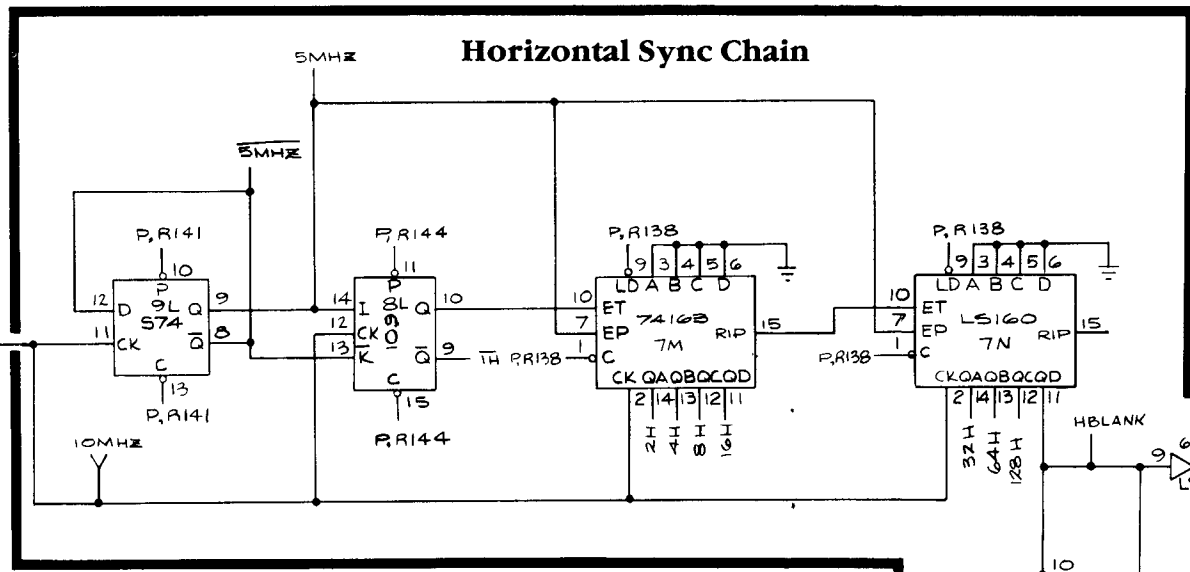 Horizontal Sync Chain
5MHZ
5MHZ
P,R141
10
12 D P Q 9
9L
S74
11 CK Q 8
C
13
P,R141
10MHZ
P,R144
11
P
14 J 8L Q 10
12 CK 109
13 K Q 9 1H
C
15
P,R144
P,R138
9 3 4 5 6
LD A B C D
10 ET
7 EP 74163 RIP 15
7M
P,R138 1 C
CK QA QB QC QD
2 14 13 12 11
2H 4H 8H 16H
P,R138
9 3 4 5 6
LD A B C D
10 ET
7 EP LS160 RIP 15
7N
P,R138 1 C
CK QA QB QC QD
2 14 13 12 11
32H 64H 128H
HBLANK
9 6
10